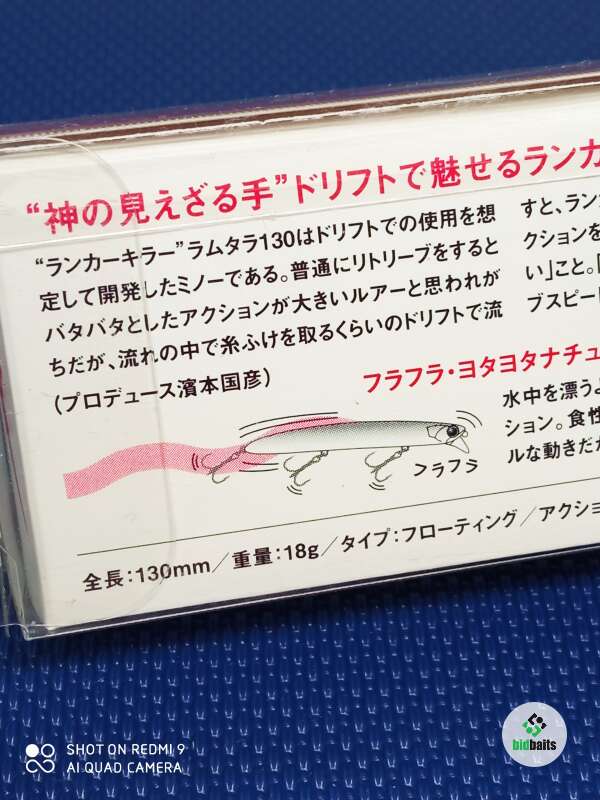 “神の見えざる手”ドリフトで魅せるランカ
“ランカーキラー”ラムタラ130はドリフトでの使用を想
定して開発したミノーである。普通にリトリーブをすると
バタバタとしたアクションが大きいルアーと思われが
ちだが、流れの中で糸ふけを取るくらいのドリフトで流
すと、ラン
クションを
い」こと。「
ブスピー
(プロデュース濱本国彦)
フラフラ・ヨタヨタナチュ
水中を漂うよ
ション。食性
ルな動きだ
フラフラ
全長:130mm/重量:18g/タイプ:フローティング/アクショ
SHOT ON REDMI 9
AI QUAD CAMERA
bidbaits